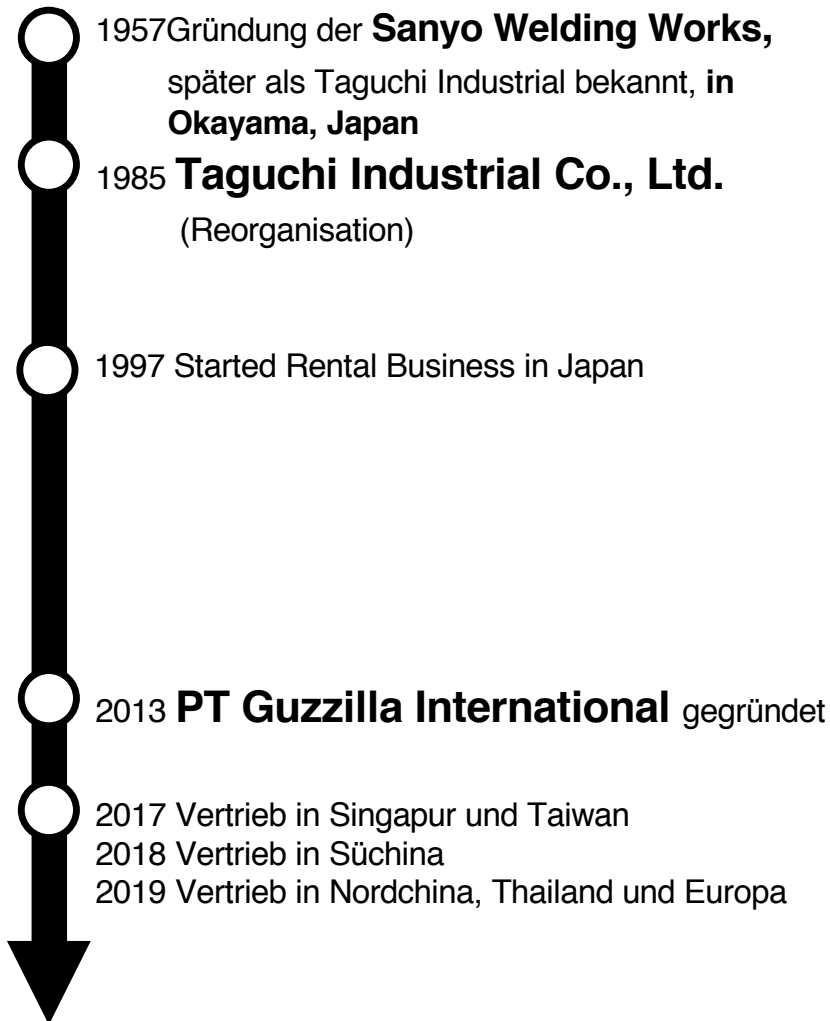 1957Gründung der Sanyo Welding Works,
später als Taguchi Industrial bekannt, in
Okayama, Japan
1985 Taguchi Industrial Co., Ltd.
(Reorganisation)
1997 Started Rental Business in Japan
2013 PT Guzzilla International gegründet
2017 Vertrieb in Singapur und Taiwan
2018 Vertrieb in Süchina
2019 Vertrieb in Nordchina, Thailand und Europa